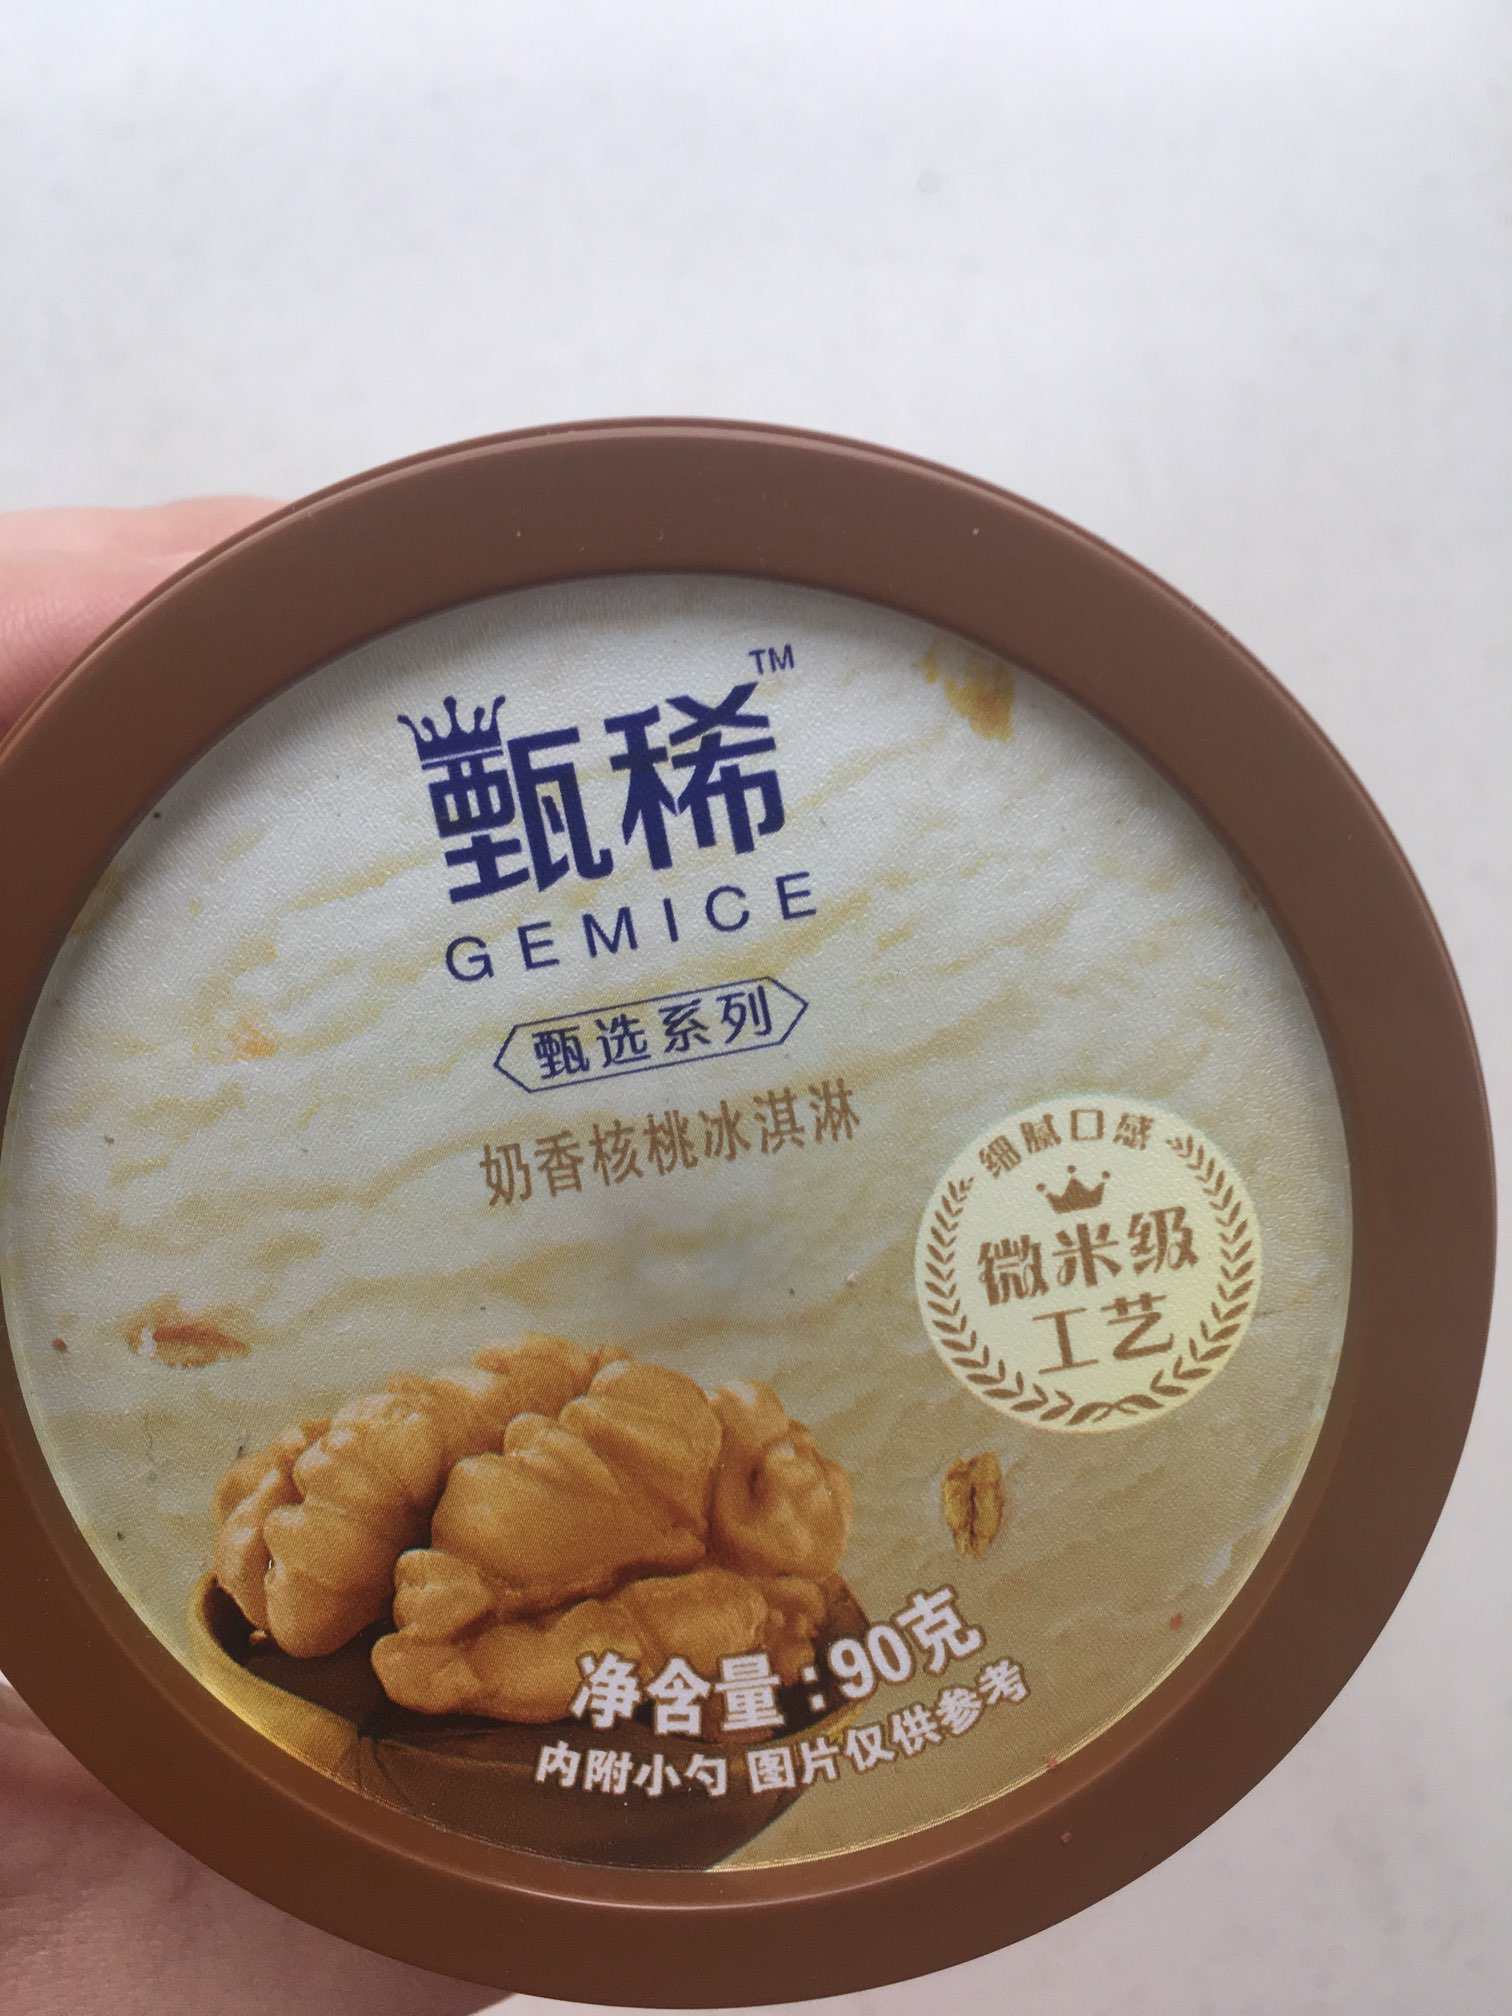 甄稀™
GEMICE
甄选系列
奶香核桃冰淇淋
细腻口感
微米级
工艺
净含量:90克
内附小勺 图片仅供参考